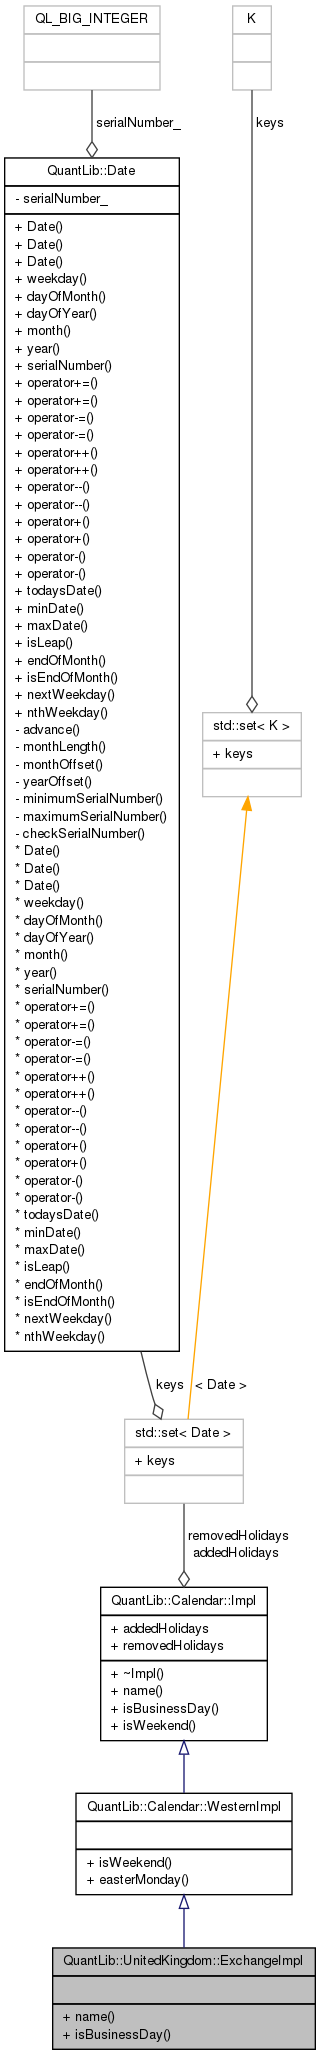 QL_BIG_INTEGER
K
serialNumber_
keys
QuantLib::Date
- serialNumber_
+ Date()
+ Date()
+ Date()
+ weekday()
+ dayOfMonth()
+ dayOfYear()
+ month()
+ year()
+ serialNumber()
+ operator+=()
+ operator+=()
+ operator-=()
+ operator-=()
+ operator++()
+ operator++()
+ operator--()
+ operator--()
+ operator+()
+ operator+()
+ operator-()
+ operator-()
+ todaysDate()
+ minDate()
+ maxDate()
+ isLeap()
+ endOfMonth()
+ isEndOfMonth()
+ nextWeekday()
+ nthWeekday()
- advance()
- monthLength()
- monthOffset()
- yearOffset()
- minimumSerialNumber()
- maximumSerialNumber()
- checkSerialNumber()
* Date()
* Date()
* Date()
* weekday()
* dayOfMonth()
* dayOfYear()
* month()
* year()
* serialNumber()
* operator+=()
* operator+=()
* operator-=()
* operator-=()
* operator++()
* operator++()
* operator--()
* operator--()
* operator+()
* operator+()
* operator-()
* operator-()
* todaysDate()
* minDate()
* maxDate()
* isLeap()
* endOfMonth()
* isEndOfMonth()
* nextWeekday()
* nthWeekday()
std::set< K >
+ keys
keys
< Date >
std::set< Date >
+ keys
removedHolidays
addedHolidays
QuantLib::Calendar::Impl
+ addedHolidays
+ removedHolidays
+ ~Impl()
+ name()
+ isBusinessDay()
+ isWeekend()
QuantLib::Calendar::WesternImpl
+ isWeekend()
+ easterMonday()
QuantLib::UnitedKingdom::ExchangeImpl
+ name()
+ isBusinessDay()